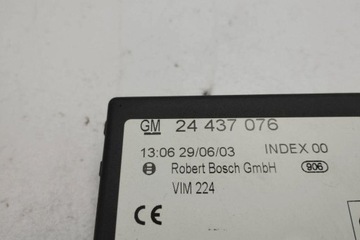 GM 24 437 076
13:06 29/06/03 INDEX 00
Robert Bosch GmbH 906
VIM 224
CE